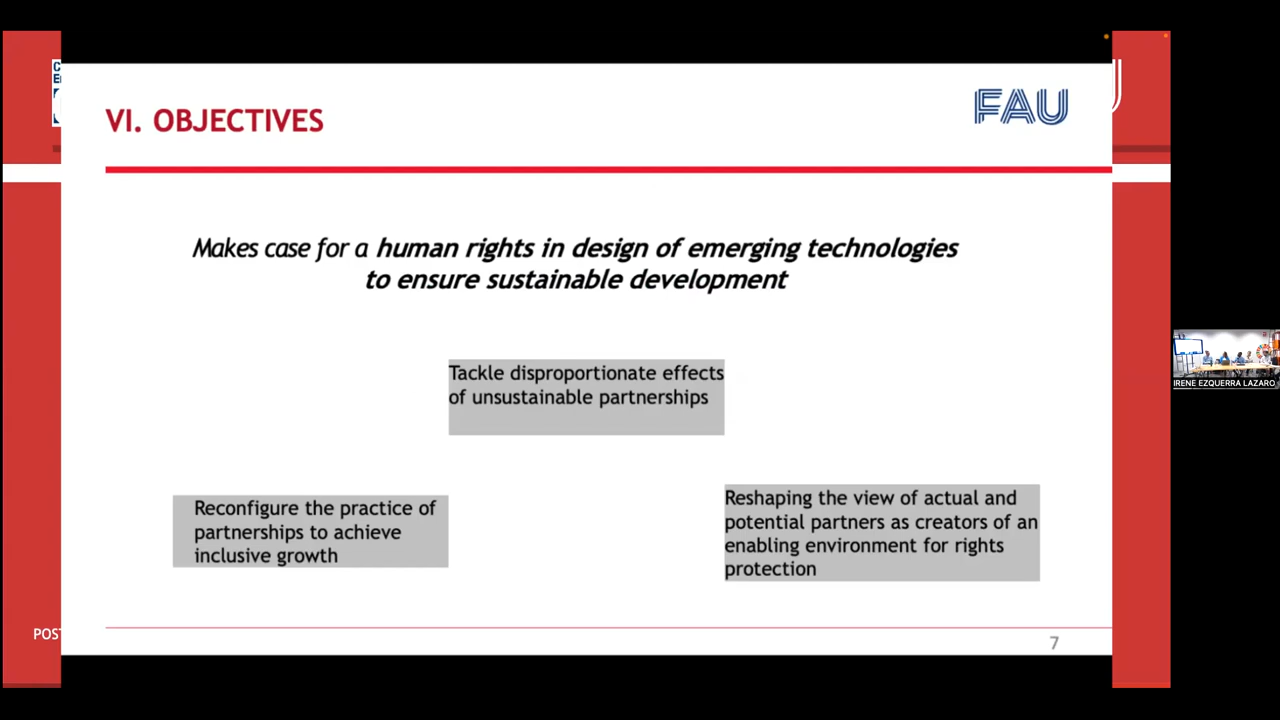 VI. OBJECTIVES
FAU
Makes case for a human rights in design of emerging technologies
to ensure sustainable development
Tackle disproportionate effects
of unsustainable partnerships
Reconfigure the practice of
partnerships to achieve
inclusive growth
Reshaping the view of actual and
potential partners as creators of an
enabling environment for rights
protection
POST
7
IRENE EZQUERRA LAZARO